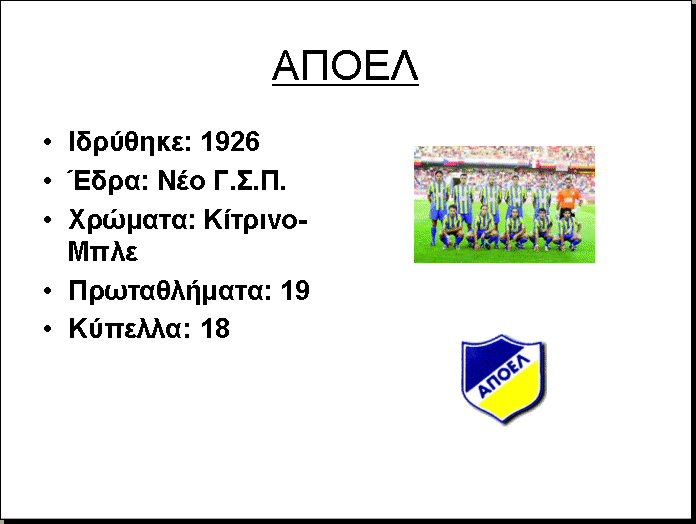 ΑΠΟΕΛ
• Ιδρύθηκε: 1926
• Έδρα: Νέο Γ.Σ.Π.
• Χρώματα: Κίτρινο-
Μπλε
• Πρωταθλήματα: 19
• Κύπελλα: 18
ΑΠΟΕΛ